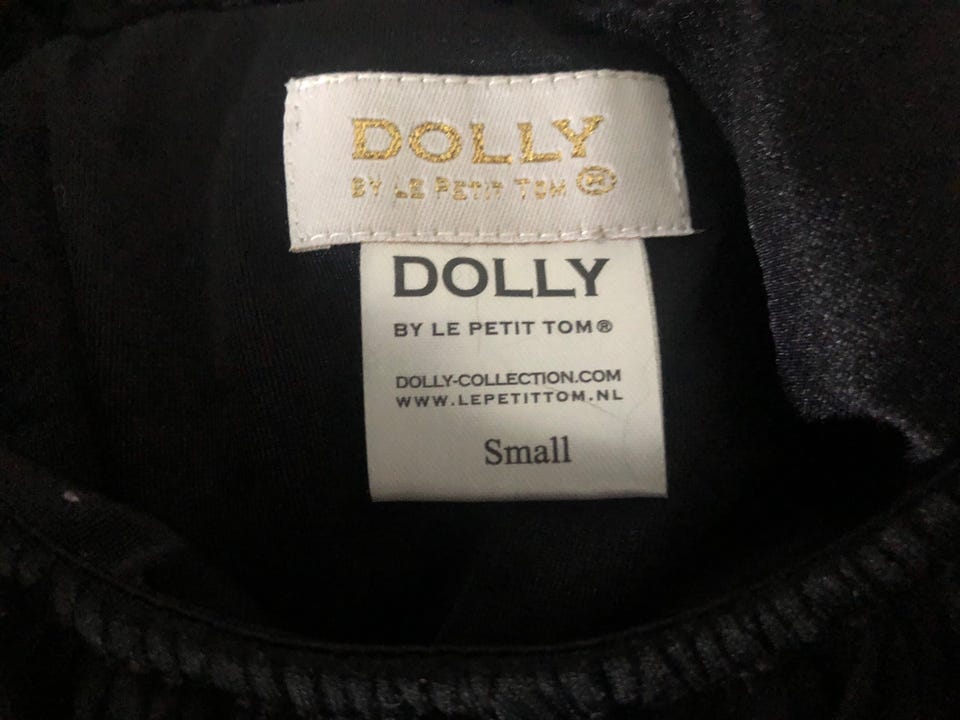 DOLLY
BY LE PETIT TOM ®
DOLLY
BY LE PETIT TOM®
DOLLY-COLLECTION.COM
WWW.LEPETITTOM.NL
Small